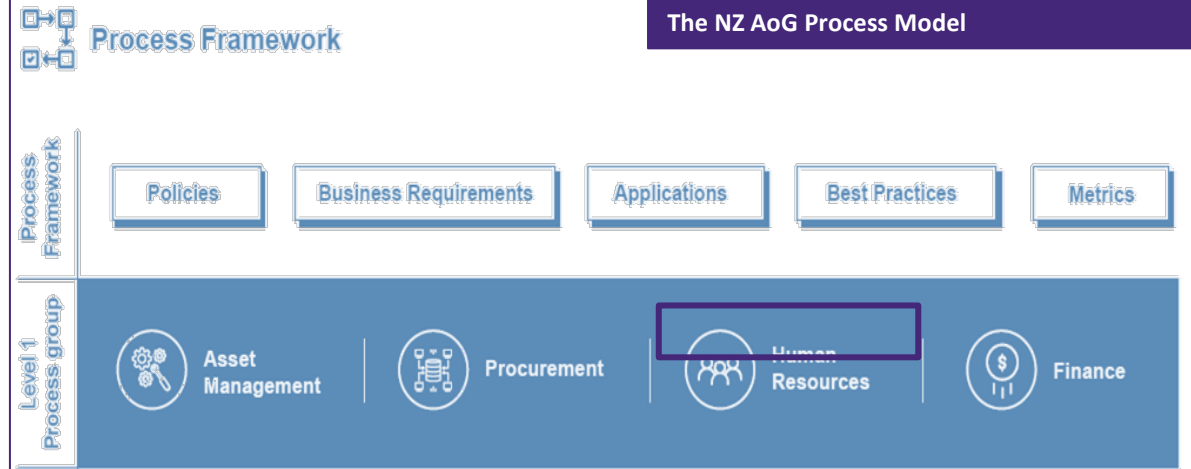 The NZ AoG Process Model
Process Framework
Process
Framework
Policies
Business Requirements
Applications
Best Practices
Metrics
Level 1
Process group
Asset
Management
Procurement
Human
Resources
$
Finance